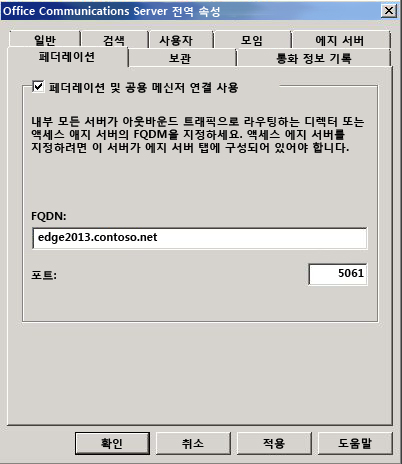 Office Communications Server 전역 속성
일반 검색 사용자 모임 에지 서버
페더레이션 보관 통화 정보 기록
페더레이션 및 공용 메신저 연결 사용
내부 모든 서버가 아웃바운드 트래픽으로 라우팅하는 디렉터 또는
액세스 에지 서버의 FQDM을 지정하세요. 액세스 에지 서버를
지정하려면 이 서버가 에지 서버 탭에 구성되어 있어야 합니다.
FQDN:
edge2013.contoso.net
포트: 5061
확인 취소 적용 도움말